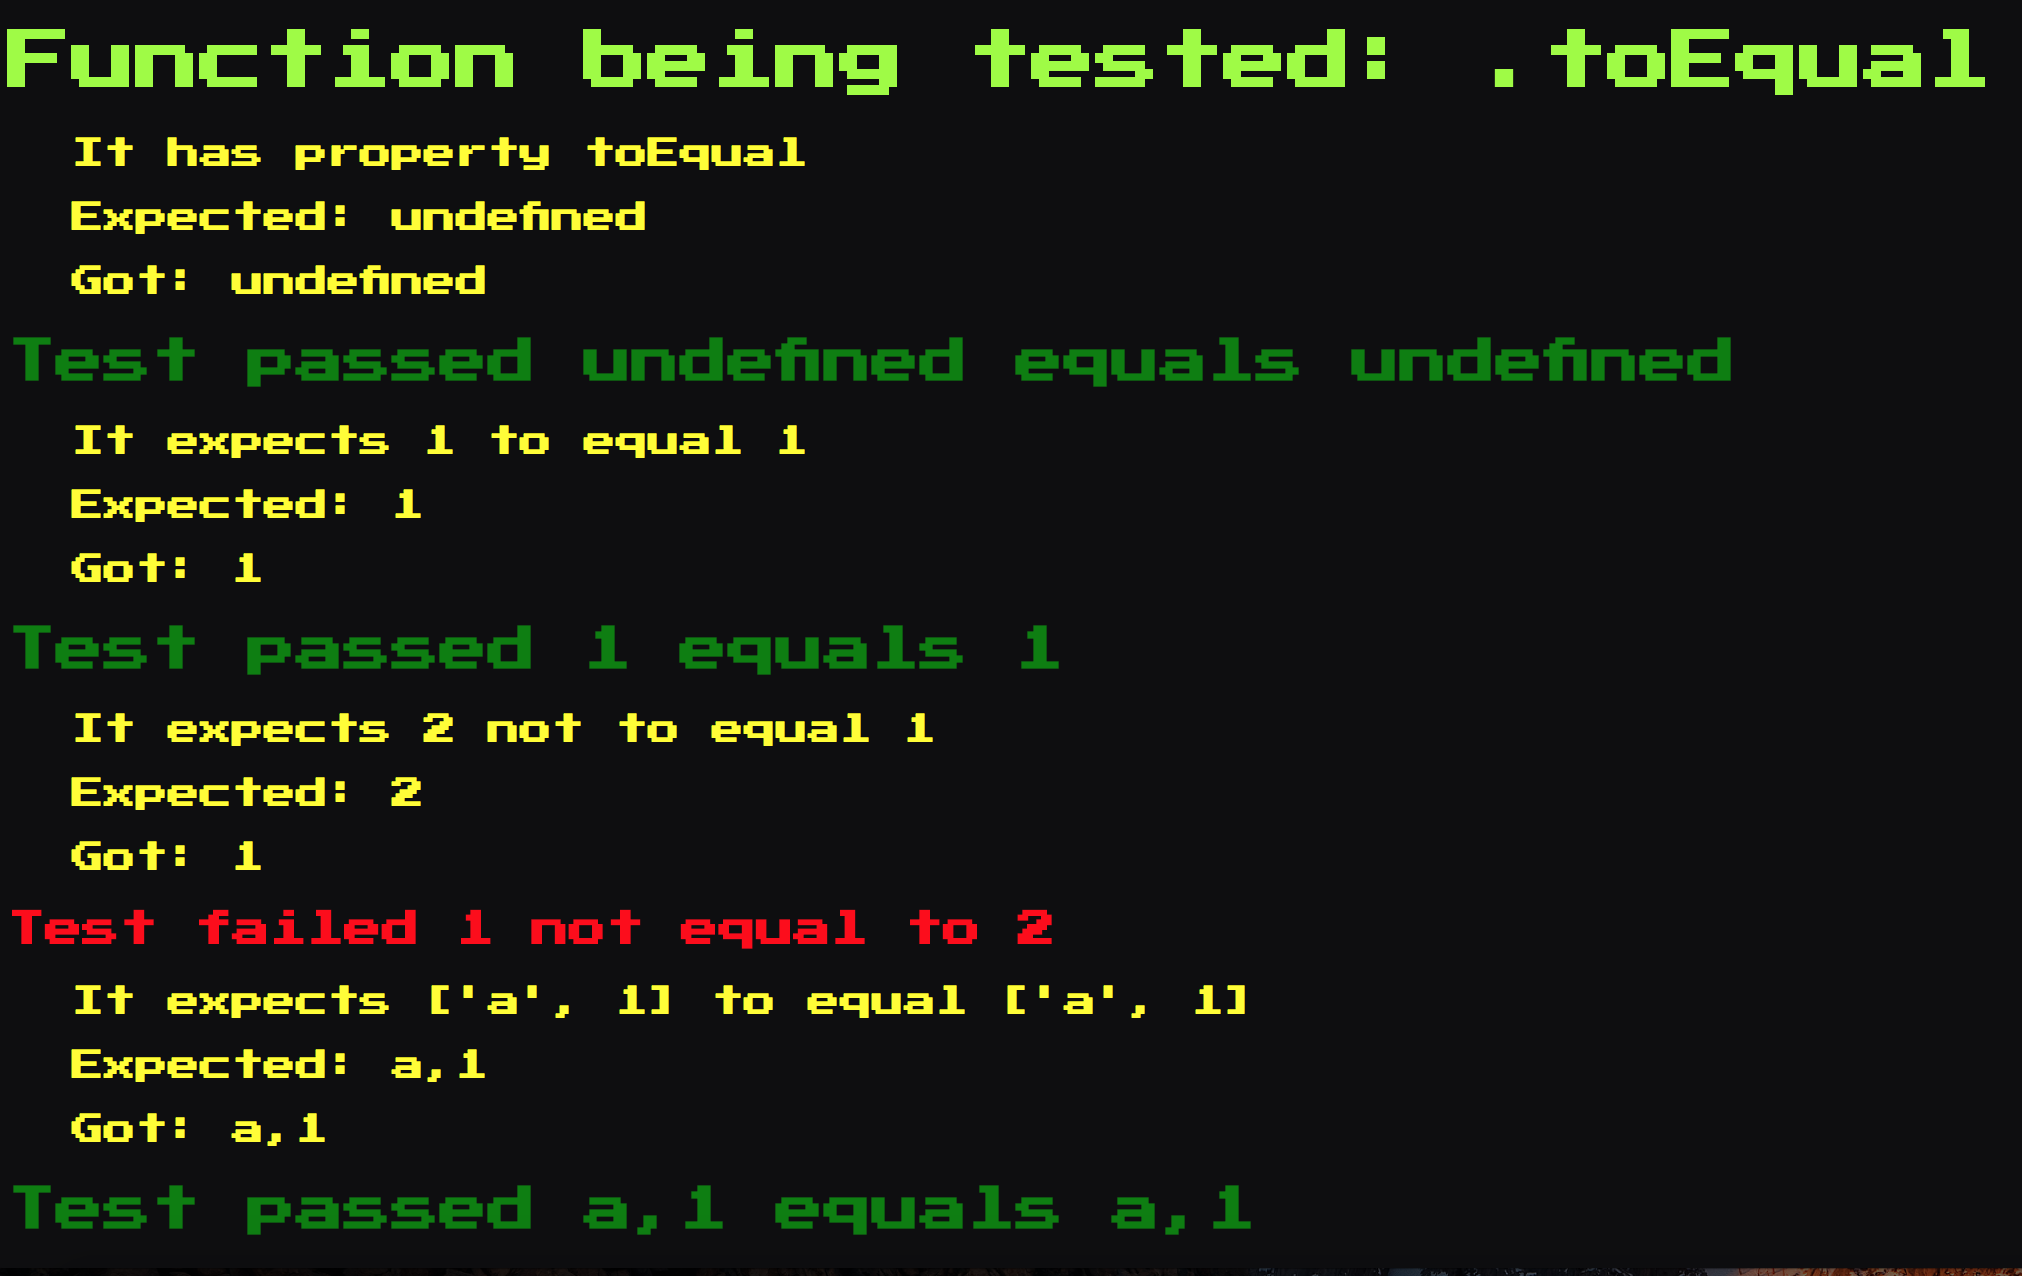 Function being tested: .toEqual
It has property toEqual
Expected: undefined
Got: undefined
Test passed undefined equals undefined
It expects 1 to equal 1
Expected: 1
Got: 1
Test passed 1 equals 1
It expects 2 not to equal 1
Expected: 2
Got: 1
Test failed 1 not equal to 2
It expects ['a', 1] to equal ['a', 1]
Expected: a,1
Got: a,1
Test passed a,1 equals a,1